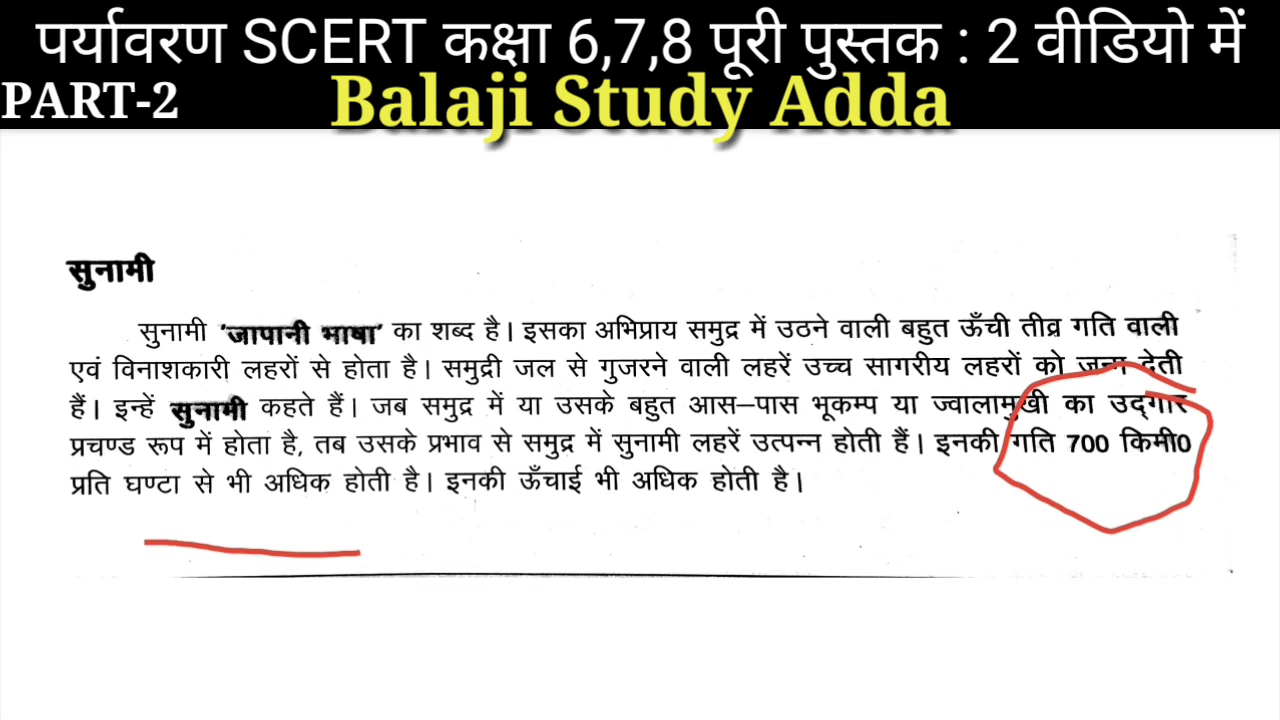 पर्यावरण SCERT कक्षा 6,7,8 पूरी पुस्तक : 2 वीडियो में
PART-2
Balaji Study Adda
सुनामी
सुनामी 'जापानी भाषा' का शब्द है। इसका अभिप्राय समुद्र में उठने वाली बहुत ऊँची तीव्र गति वाली
एवं विनाशकारी लहरों से होता है। समुद्री जल से गुजरने वाली लहरें उच्च सागरीय लहरों को जन्म देती
हैं। इन्हें सुनामी कहते हैं। जब समुद्र में या उसके बहुत आस–पास भूकम्प या ज्वालामुखी का उद्‌गार
प्रचण्ड रूप में होता है, तब उसके प्रभाव से समुद्र में सुनामी लहरें उत्पन्न होती हैं। इनकी गति 700 किमी0
प्रति घण्टा से भी अधिक होती है। इनकी ऊँचाई भी अधिक होती है।